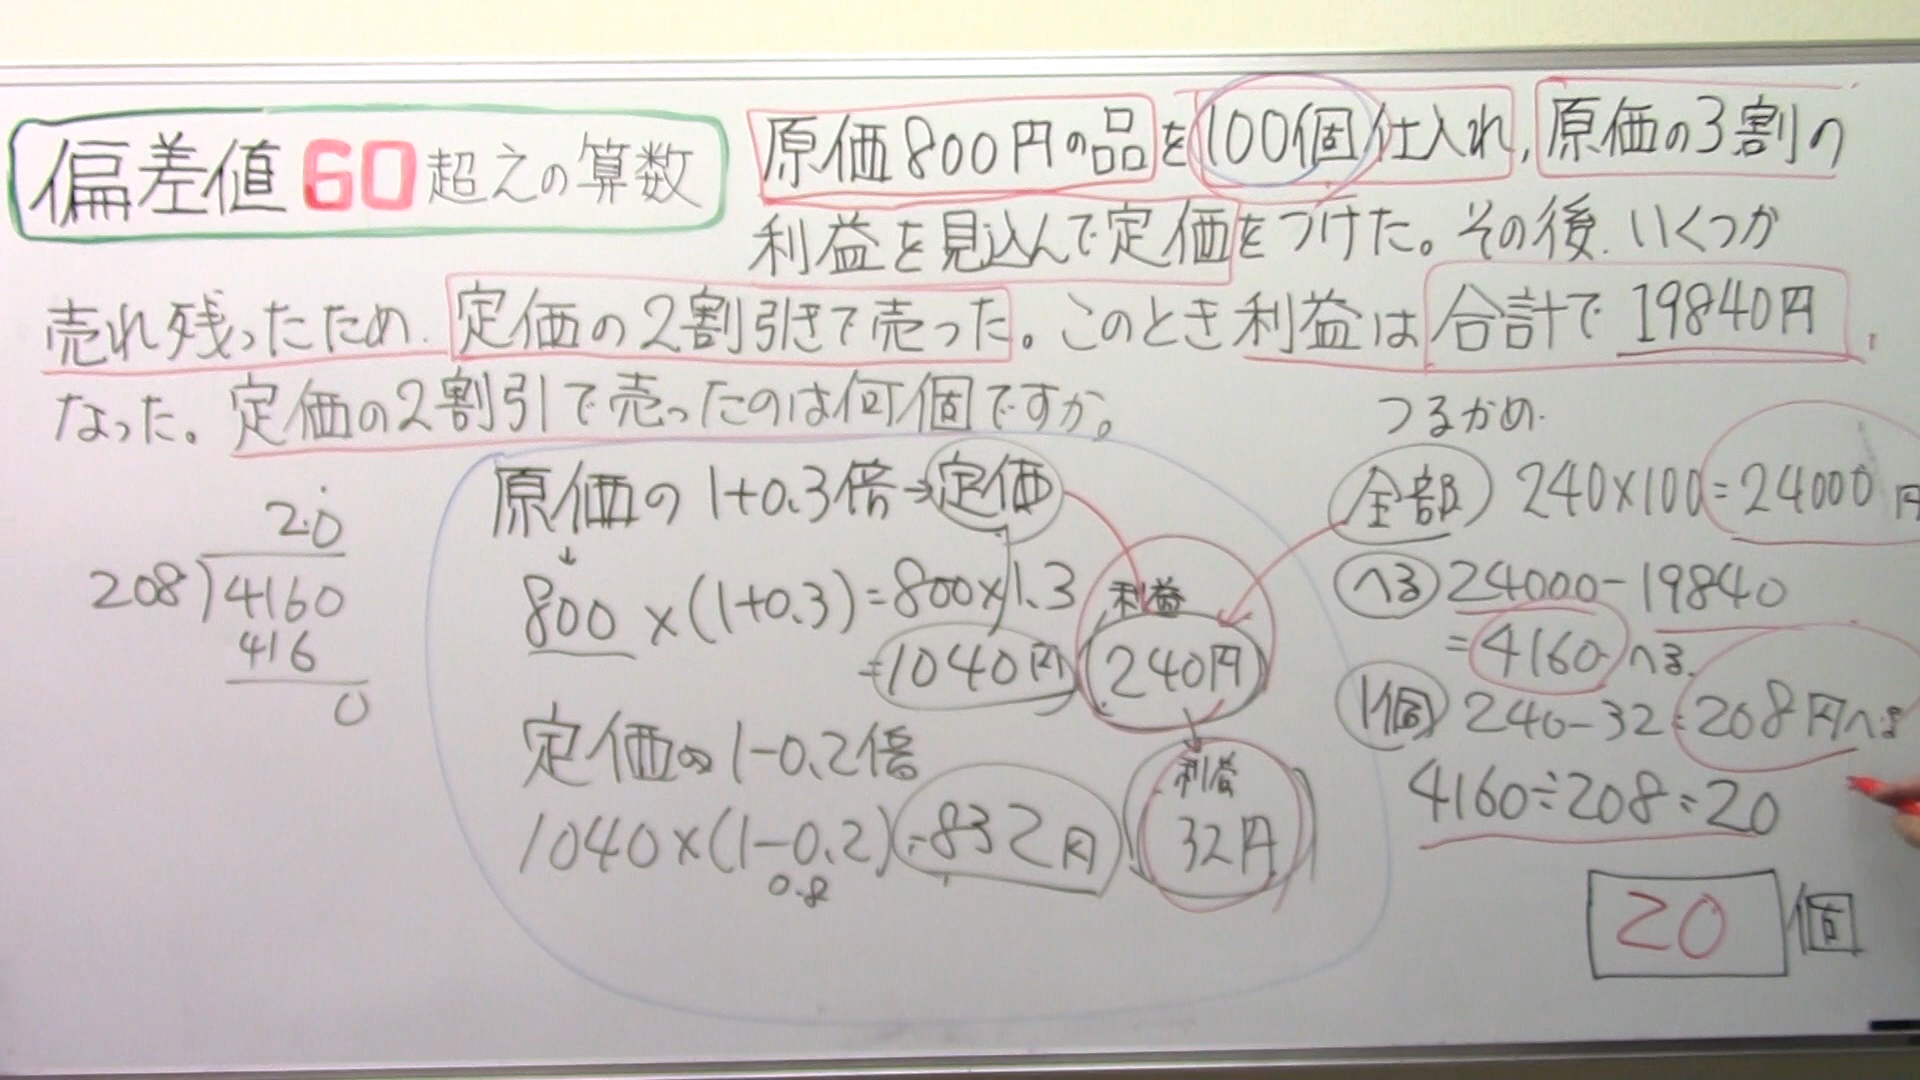 偏差値60超えの算数
原価800円の品を100個仕入れ,原価の3割の
利益を見込んで定価をつけた。その後.いくつか
売れ残ったため.定価の2割引きで売った。このとき利益は合計で19840円
なった。定価の2割引で売ったのは何個ですか。
20
208)4160
416
0
原価の1+0.3倍→定価
800×(1+0.3)=800×1.3
=1040円
利益
240円
定価の1-0.2倍
1040×(1-0.2)=832円
0.8
利益
32円
つるかめ
全部 240×100=24000円
へる 24000-19840
=4160へる.
1個 240-32=208円へる
4160÷208=20
20個